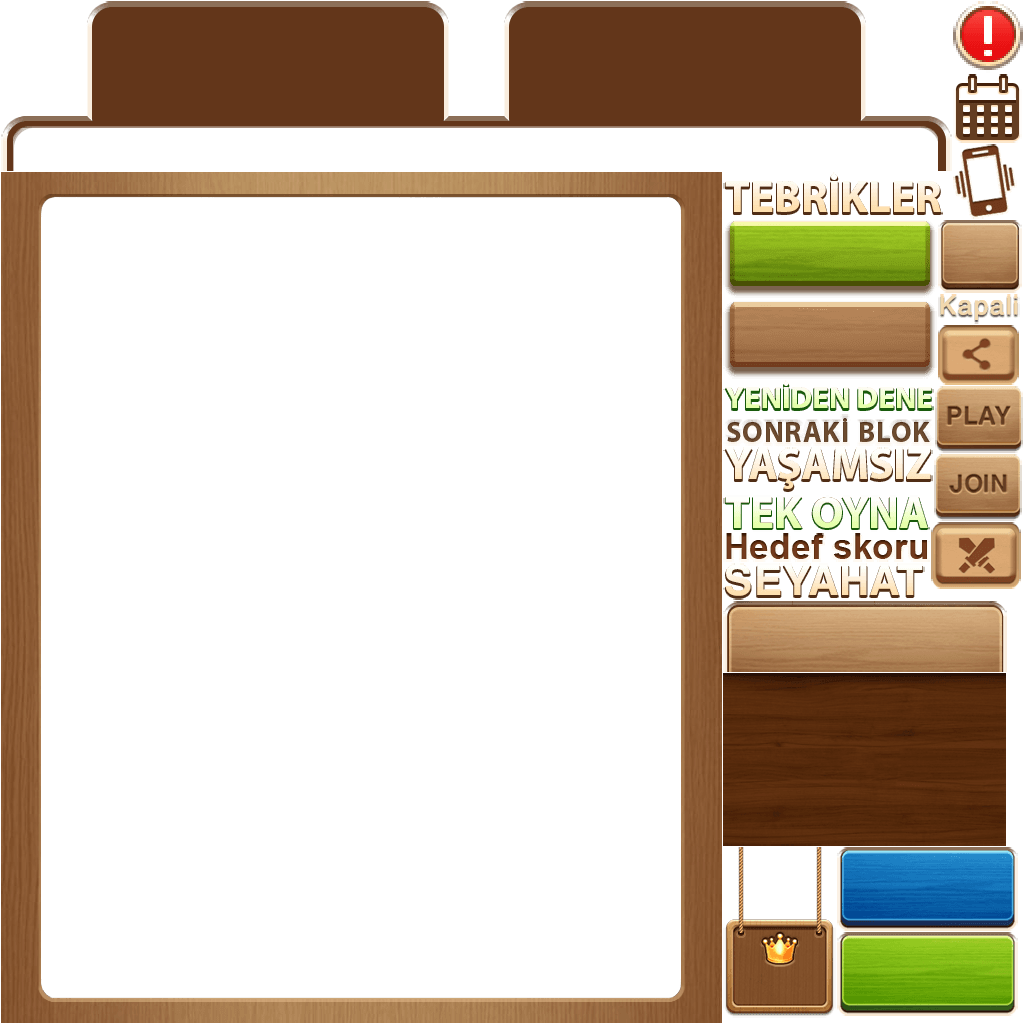 TEBRİKLER
Kapali
YENİDEN DENE
PLAY
SONRAKİ BLOK
YAŞAMSIZ
JOIN
TEK OYNA
Hedef skoru
SEYAHAT